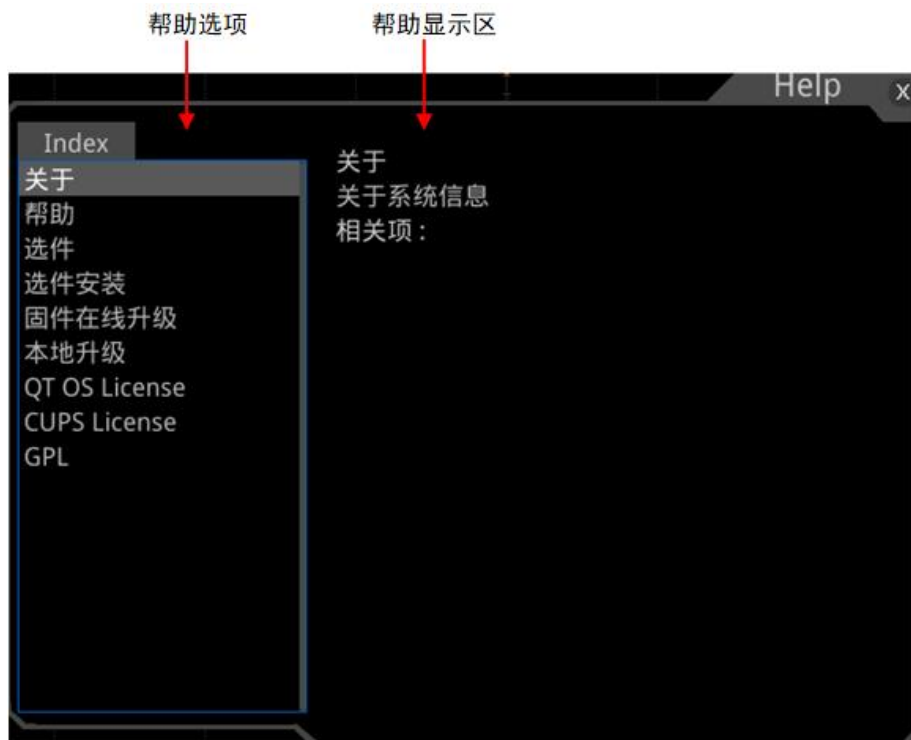 帮助选项
帮助显示区
Help
X
Index
关于
帮助
选件
选件安装
固件在线升级
本地升级
QT OS License
CUPS License
GPL
关于
关于系统信息
相关项：